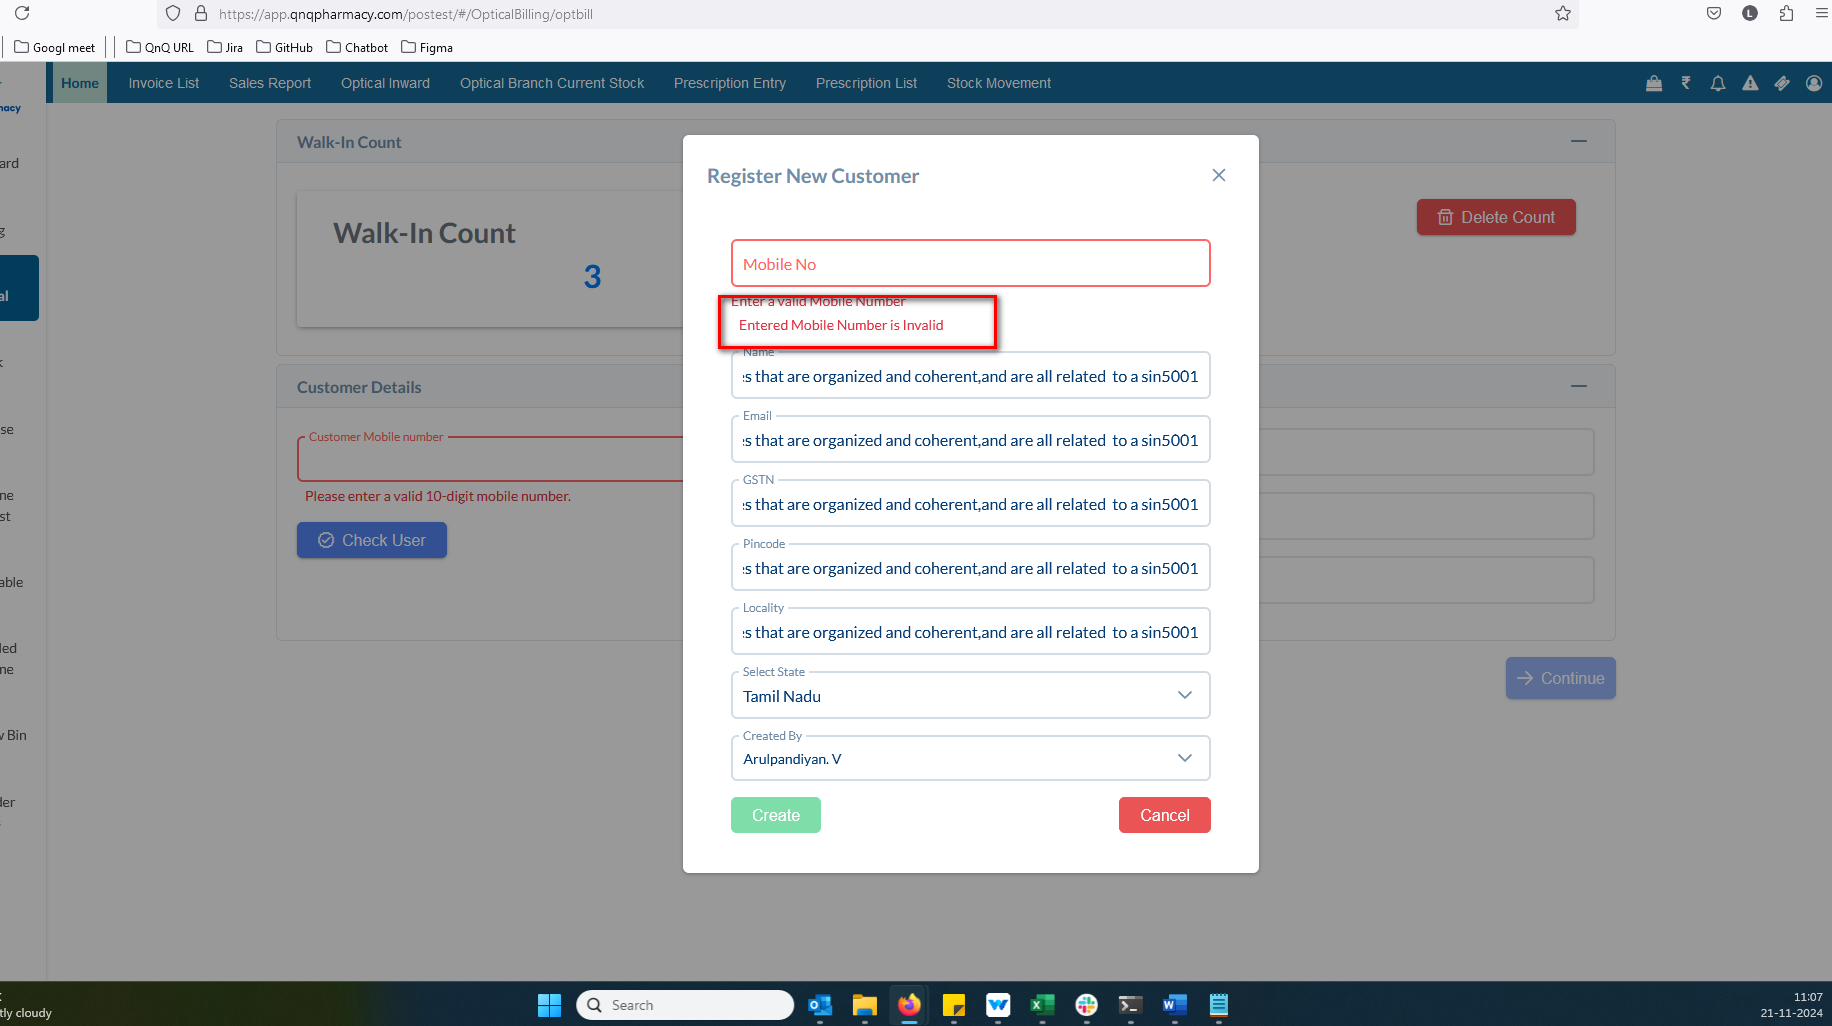 https://app.qnqpharmacy.com/postest/#/OpticalBilling/optbill
Googl meet
QnQ URL
Jira
GitHub
Chatbot
Figma
Home
Invoice List
Sales Report
Optical Inward
Optical Branch Current Stock
Prescription Entry
Prescription List
Stock Movement
Walk-In Count
Walk-In Count
3
Delete Count
Customer Details
Customer Mobile number
Please enter a valid 10-digit mobile number.
Check User
Continue
Register New Customer
Mobile No
Enter a valid Mobile Number
Entered Mobile Number is Invalid
Name
s that are organized and coherent,and are all related to a sin5001
Email
s that are organized and coherent,and are all related to a sin5001
GSTN
s that are organized and coherent,and are all related to a sin5001
Pincode
s that are organized and coherent,and are all related to a sin5001
Locality
s that are organized and coherent,and are all related to a sin5001
Select State
Tamil Nadu
Created By
Arulpandiyan. V
Create
Cancel
Search
11:07
21-11-2024